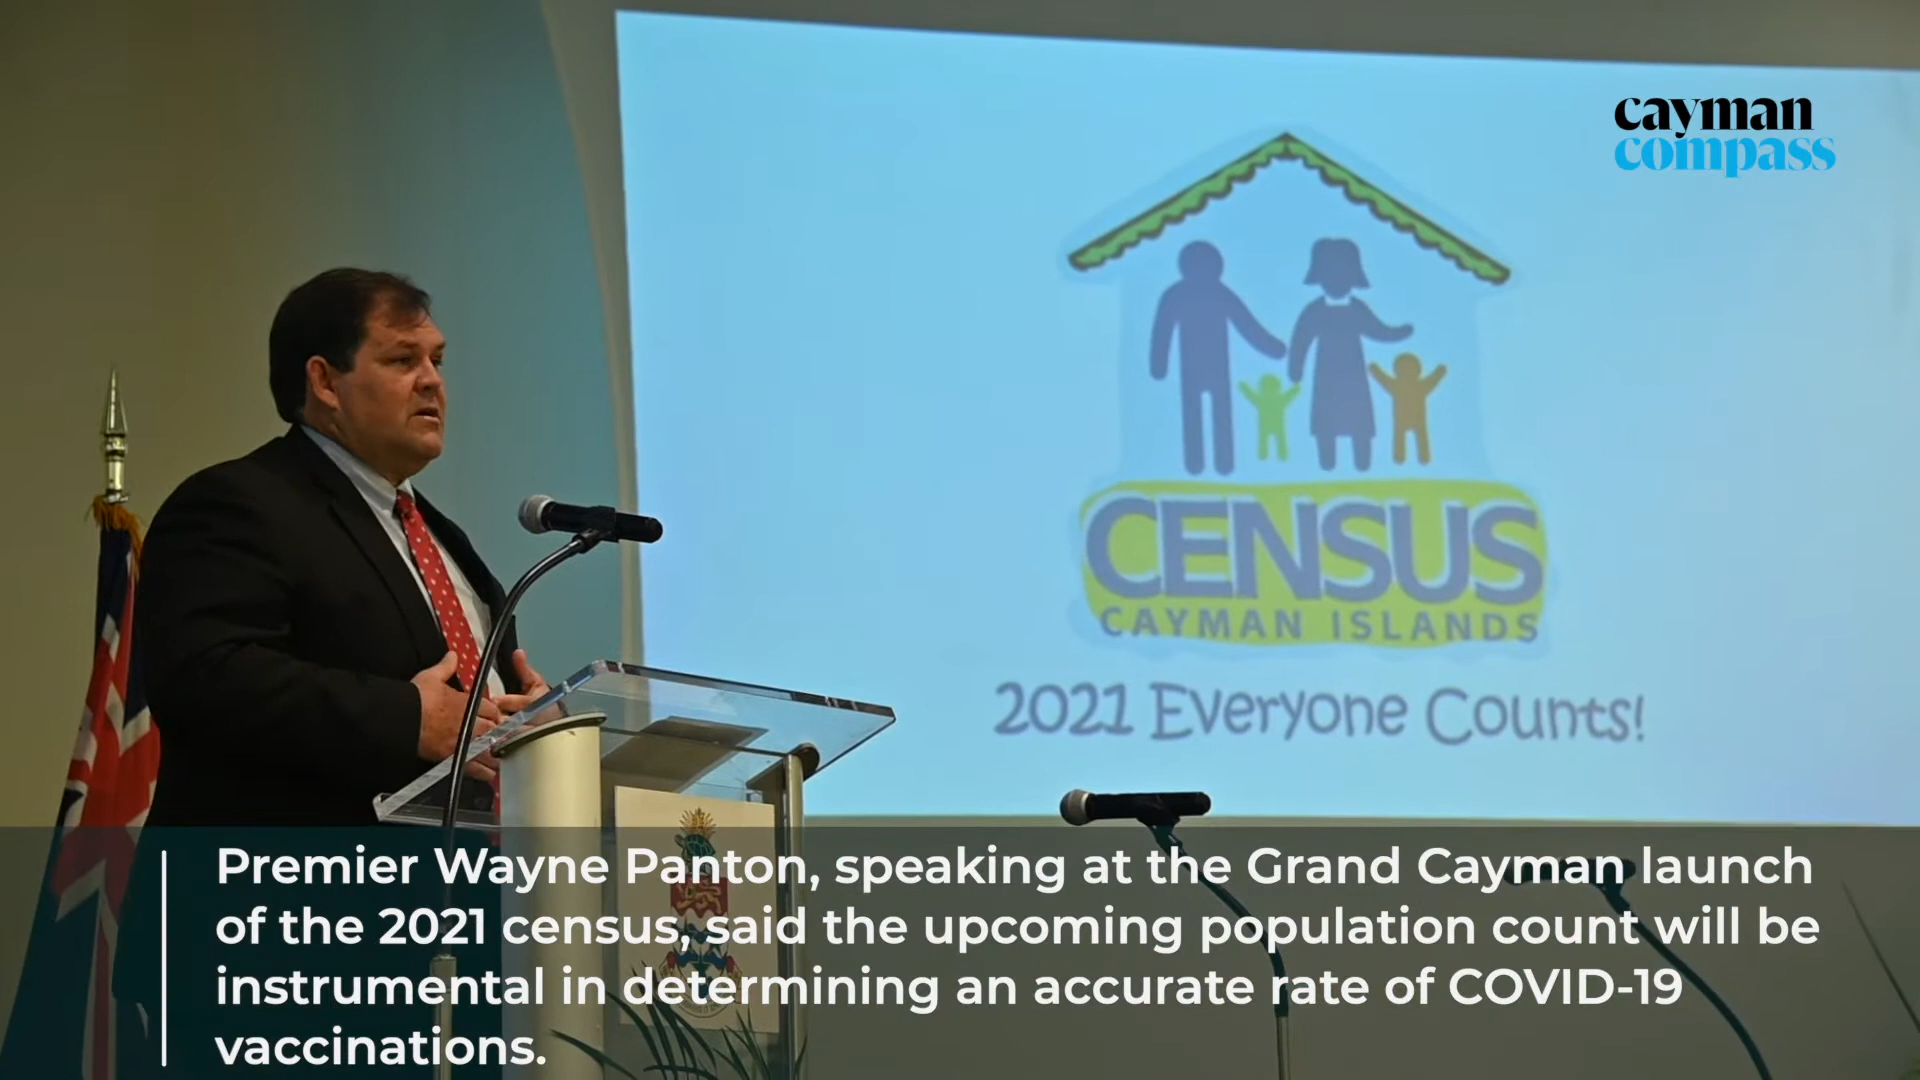 cayman
compass
CENSUS
CAYMAN ISLANDS
2021 Everyone Counts!
Premier Wayne Panton, speaking at the Grand Cayman launch
of the 2021 census, said the upcoming population count will be
instrumental in determining an accurate rate of COVID-19
vaccinations.